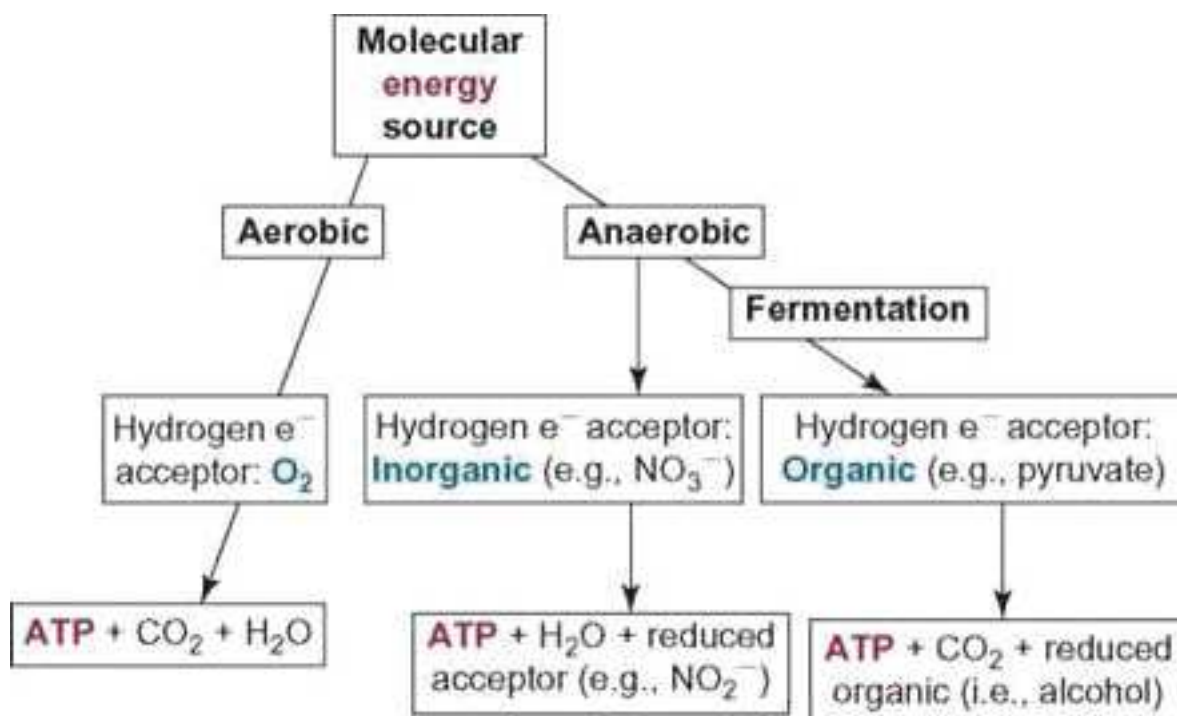 Molecular
energy
source
Aerobic
Anaerobic
Fermentation
Hydrogen e⁻
acceptor: O₂
Hydrogen e⁻ acceptor:
Inorganic (e.g., NO₃⁻)
Hydrogen e⁻ acceptor:
Organic (e.g., pyruvate)
ATP + CO₂ + H₂O
ATP + H₂O + reduced
acceptor (e.g., NO₂⁻)
ATP + CO₂ + reduced
organic (i.e., alcohol)